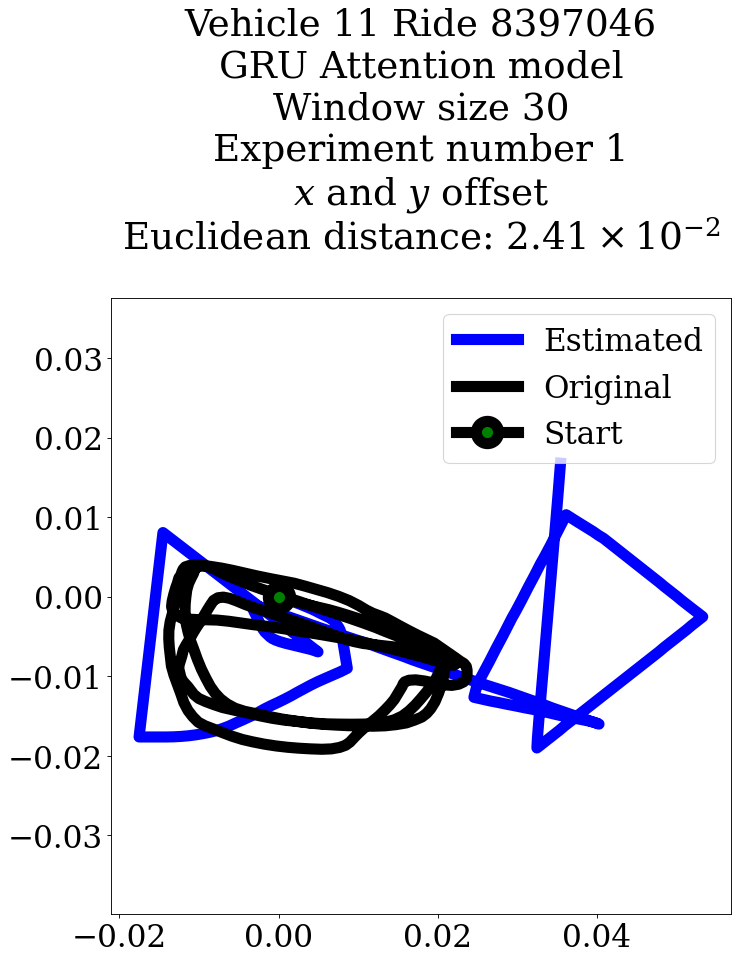 Vehicle 11 Ride 8397046
GRU Attention model
Window size 30
Experiment number 1
x and y offset
Euclidean distance: 2.41 × 10⁻²
Estimated
Original
Start
0.03
0.02
0.01
0.00
−0.01
−0.02
−0.03
−0.02 0.00 0.02 0.04